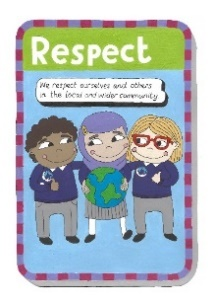 Respect
We respect ourselves and others
in the local and wider community